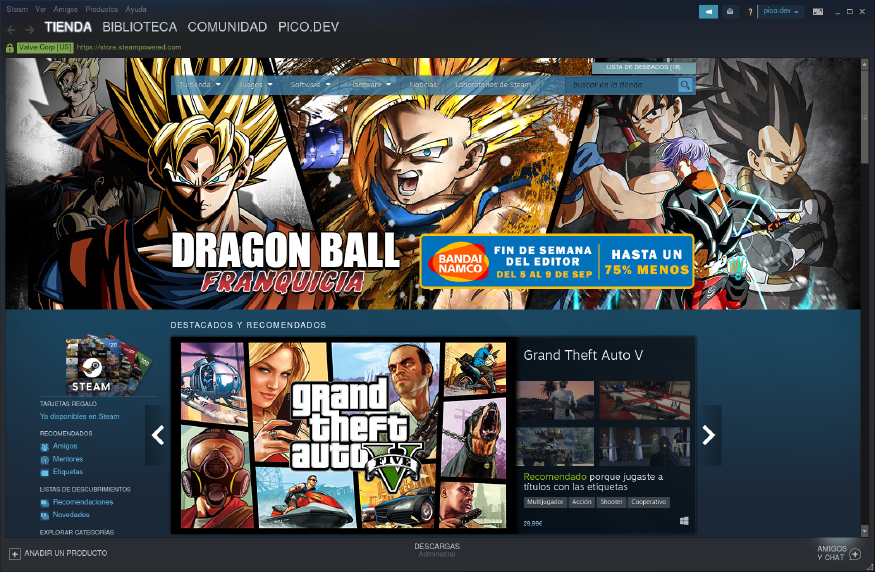 Steam Ver Amigos Productos Ayuda
pico.dev
TIENDA BIBLIOTECA COMUNIDAD PICO.DEV
Valve Corp [US] https://store.steampowered.com
LISTA DE DESEADOS (16)
Tu tienda Juegos Software Hardware Noticias Laboratorios de Steam Buscar en la tienda
DRAGON BALL
FRANQUICIA
BANDAI
NAMCO
FIN DE SEMANA
DEL EDITOR
DEL 5 AL 9 DE SEP
HASTA UN
75% MENOS
DESTACADOS Y RECOMENDADOS
STEAM
TARJETAS REGALO
Ya disponibles en Steam
RECOMENDADOS
Amigos
Mentores
Etiquetas
LISTAS DE DESCUBRIMIENTOS
Recomendaciones
Novedades
EXPLORAR CATEGORÍAS
grand
theft
auto
V
FIVE
Grand Theft Auto V
Recomendado porque jugaste a
títulos con las etiquetas
Multijugador Acción Shooter Cooperativo
29,99€
AÑADIR UN PRODUCTO
DESCARGAS
Administrar
AMIGOS
Y CHAT